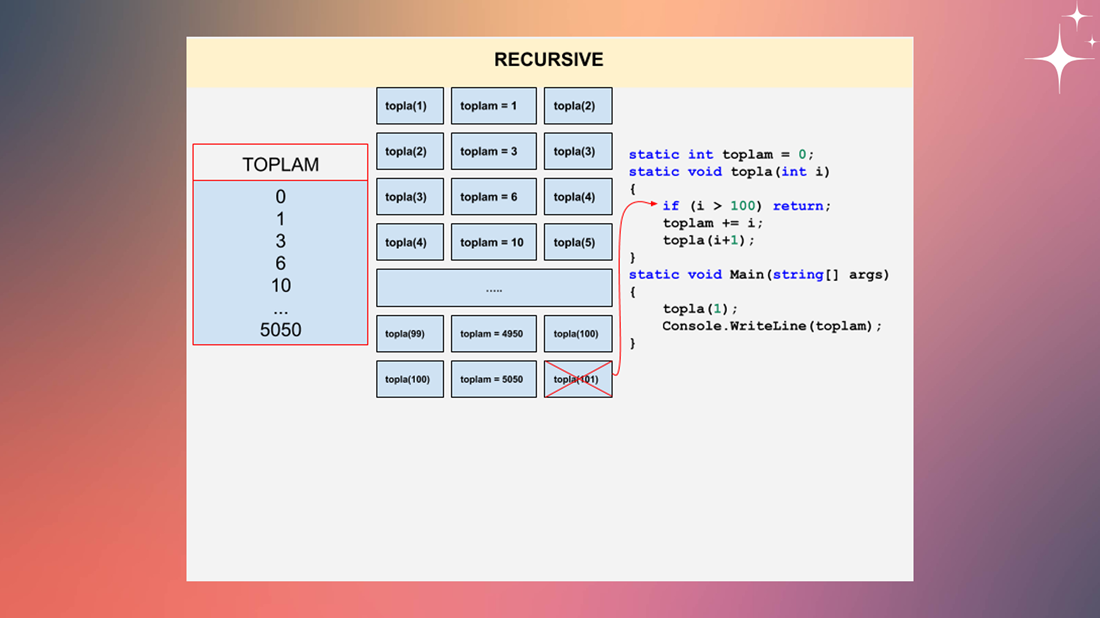 RECURSIVE
TOPLAM
0
1
3
6
10
...
5050
topla(1) toplam = 1 topla(2)
topla(2) toplam = 3 topla(3)
topla(3) toplam = 6 topla(4)
topla(4) toplam = 10 topla(5)
.....
topla(99) toplam = 4950 topla(100)
topla(100) toplam = 5050 topla(101)
static int toplam = 0;
static void topla(int i)
{
if (i > 100) return;
toplam += i;
topla(i+1);
}
static void Main(string[] args)
{
topla(1);
Console.WriteLine(toplam);
}